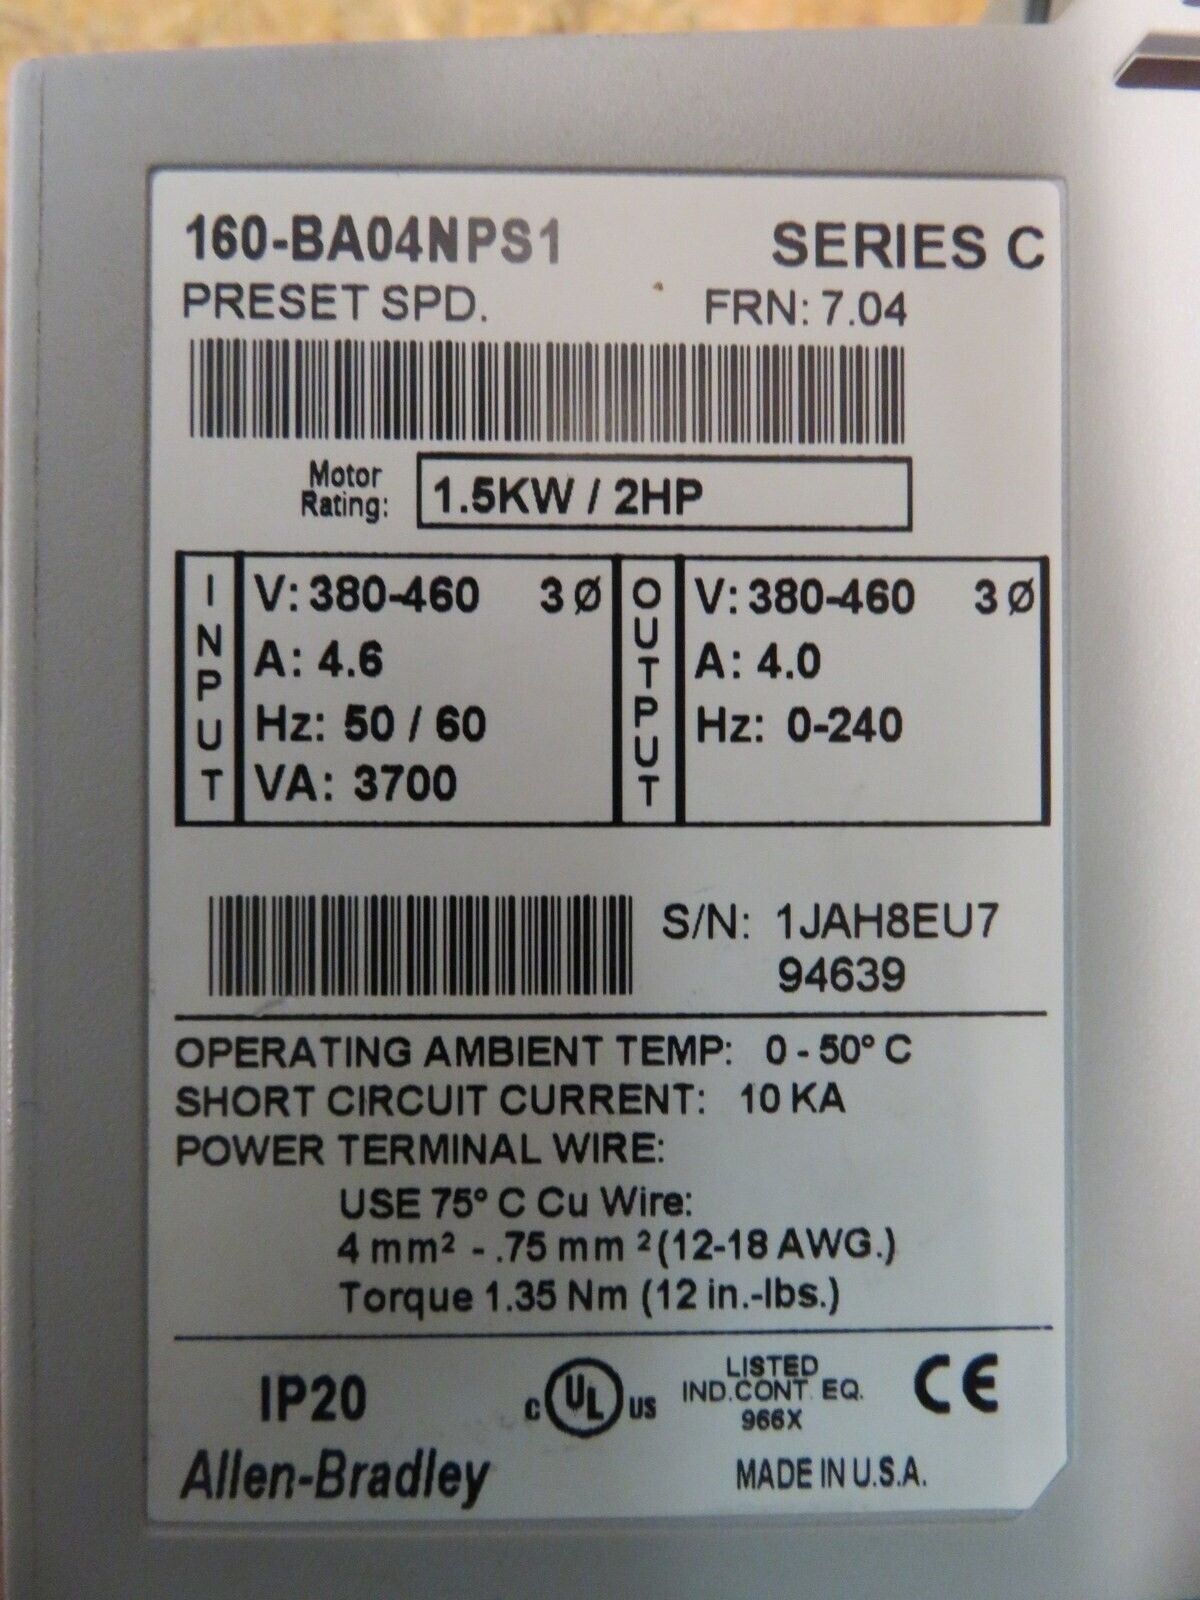 160-BA04NPS1 SERIES C
PRESET SPD. FRN: 7.04
Motor
Rating: 1.5KW / 2HP
INPUT
V: 380-460 3Ø
A: 4.6
Hz: 50 / 60
VA: 3700
OUTPUT
V: 380-460 3Ø
A: 4.0
Hz: 0-240
S/N: 1JAH8EU7
94639
OPERATING AMBIENT TEMP: 0 - 50° C
SHORT CIRCUIT CURRENT: 10 KA
POWER TERMINAL WIRE:
USE 75° C Cu Wire:
4 mm² - .75 mm ² (12-18 AWG.)
Torque 1.35 Nm (12 in.-lbs.)
IP20
C UL US
LISTED
IND.CONT. EQ.
966X
CE
Allen-Bradley
MADE IN U.S.A.